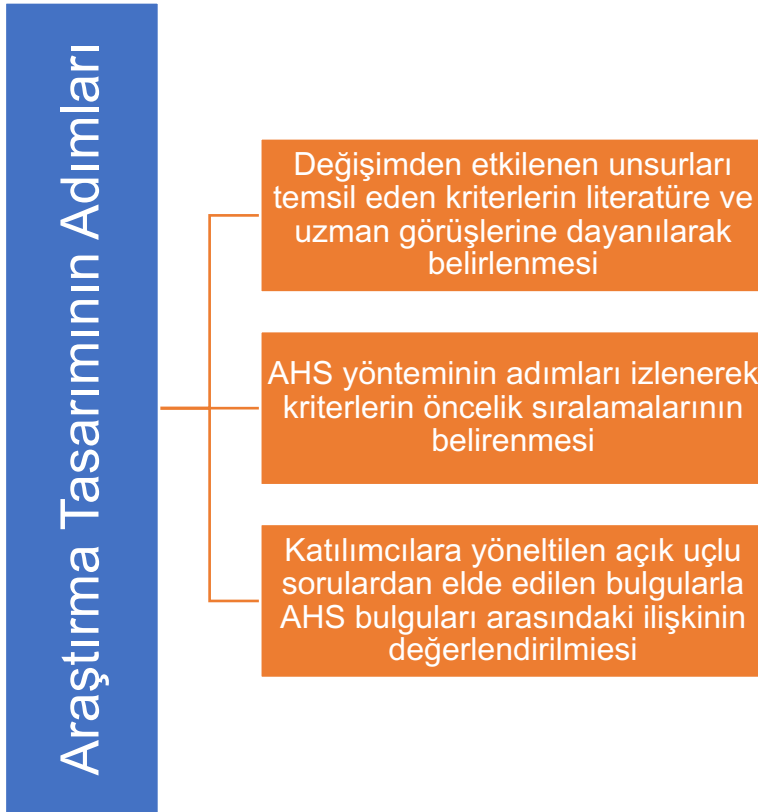 Araştırma Tasarımının Adımları
Değişimden etkilenen unsurları
temsil eden kriterlerin literatüre ve
uzman görüşlerine dayanılarak
belirlenmesi
AHS yönteminin adımları izlenerek
kriterlerin öncelik sıralamalarının
belirenmesi
Katılımcılara yöneltilen açık uçlu
sorulardan elde edilen bulgularla
AHS bulguları arasındaki ilişkinin
değerlendirilmiesi